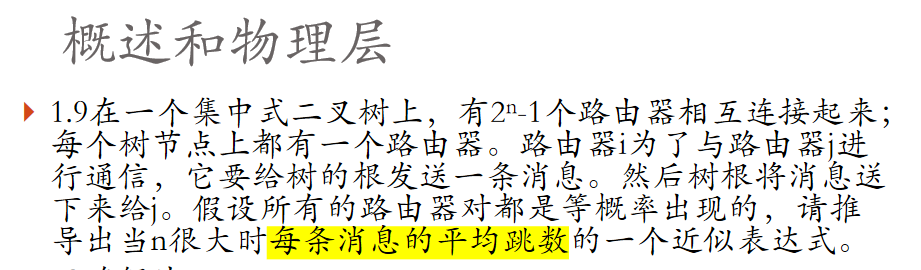 概述和物理层
1.9在一个集中式二叉树上，有2ⁿ-1个路由器相互连接起来；
每个树节点上都有一个路由器。路由器i为了与路由器j进
行通信，它要给树的根发送一条消息。然后树根将消息送
下来给j。假设所有的路由器对都是等概率出现的，请推
导出当n很大时每条消息的平均跳数的一个近似表达式。